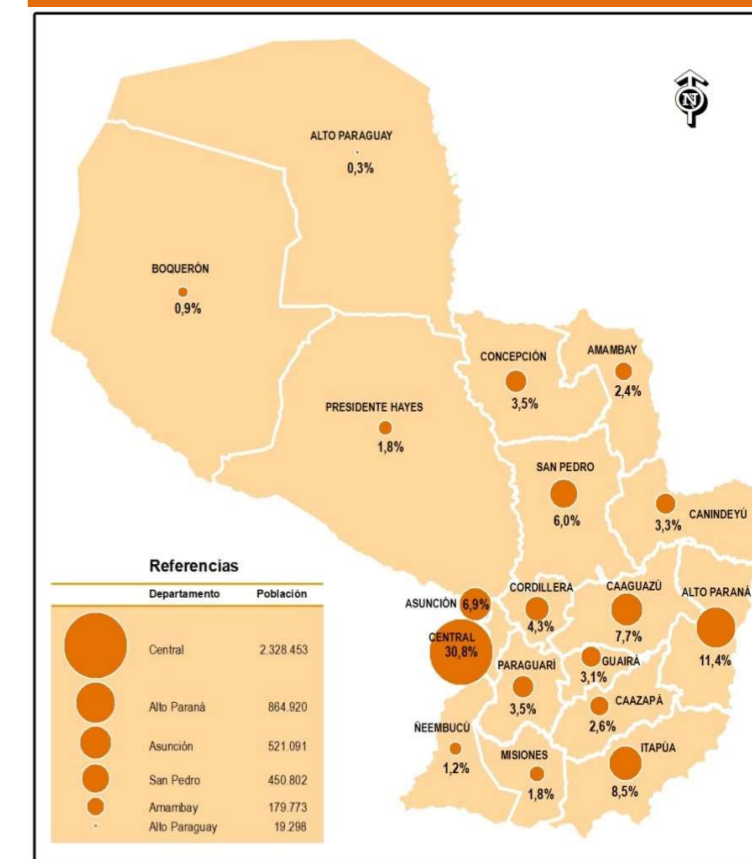 N
ALTO PARAGUAY
0,3%
BOQUERÓN
0,9%
CONCEPCIÓN
3,5%
AMAMBAY
2,4%
PRESIDENTE HAYES
1,8%
SAN PEDRO
6,0%
CANINDEYÚ
3,3%
ASUNCIÓN 6,9%
CORDILLERA
4,3%
CAAGUAZÚ
7,7%
ALTO PARANÁ
11,4%
CENTRAL
30,8%
PARAGUARÍ
3,5%
GUAIRÁ
3,1%
CAAZAPÁ
2,6%
ÑEEMBUCÚ
1,2%
MISIONES
1,8%
ITAPÚA
8,5%
Referencias
Departamento Población
Central 2.328.453
Alto Paraná 864.920
Asunción 521.091
San Pedro 450.802
Amambay 179.773
Alto Paraguay 19.298